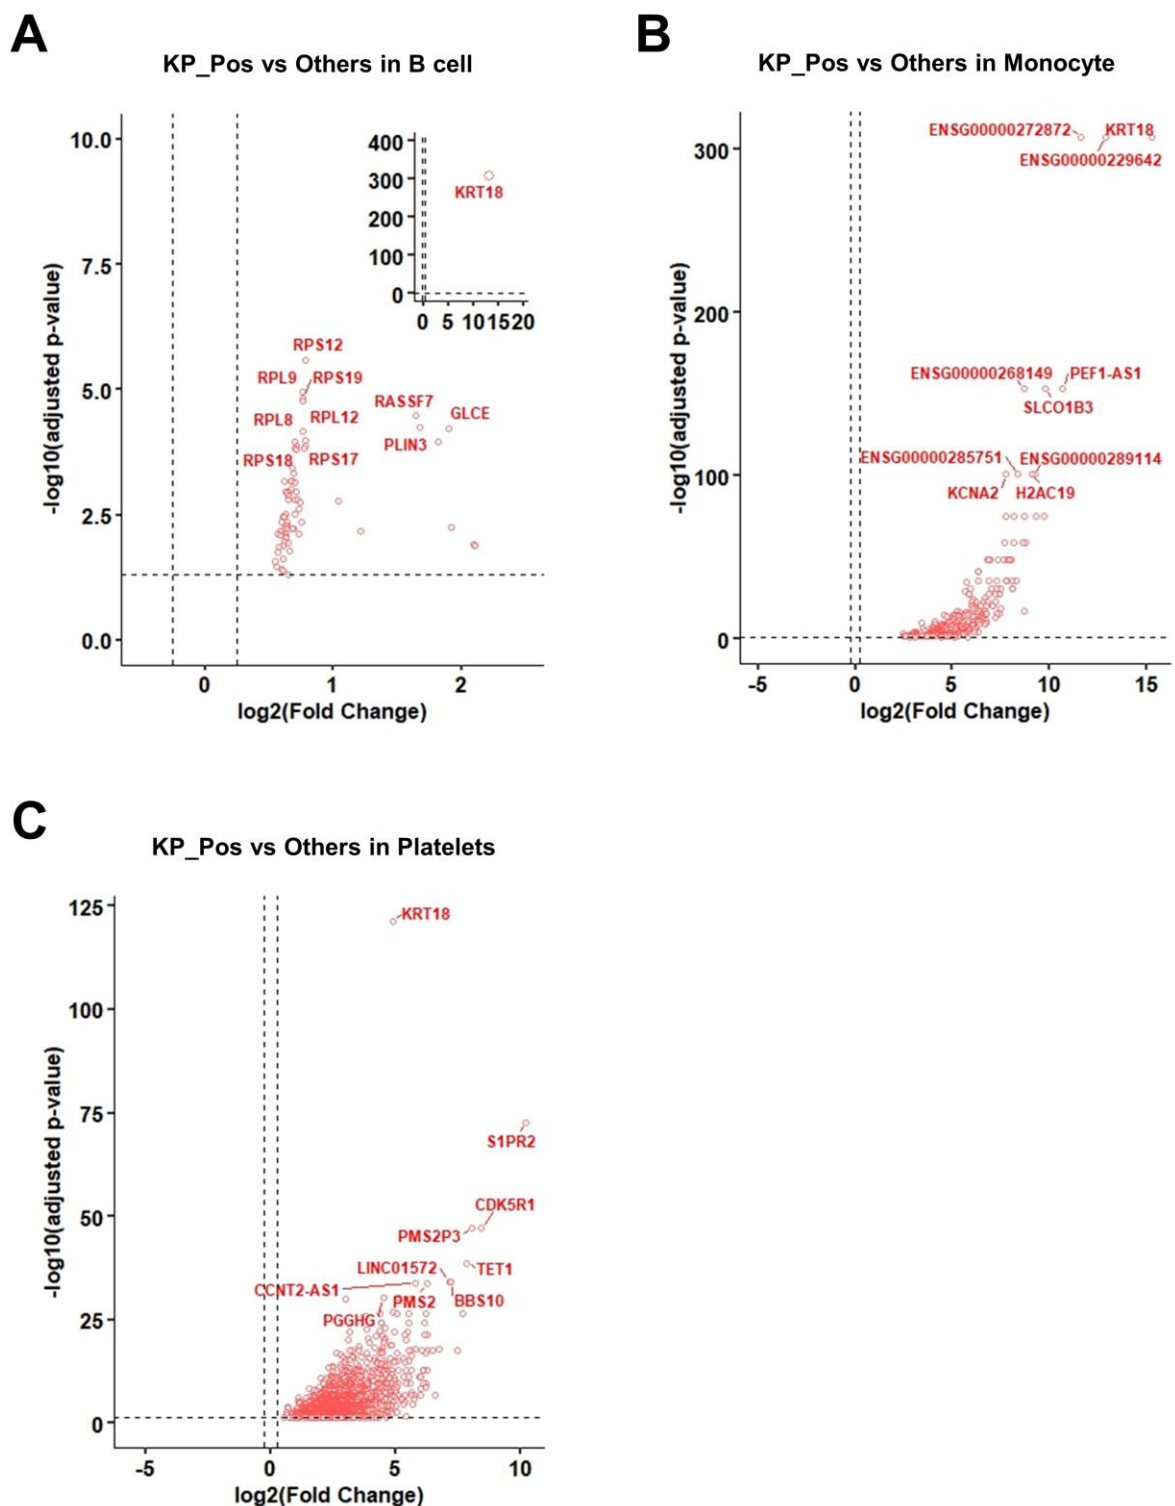 A
KP_Pos vs Others in B cell
-log10(adjusted p-value)
10.0
7.5
5.0
2.5
0.0
400
300
200
100
0
KRT18
0 5 10 15 20
RPS12
RPL9 RPS19
RPL8 RPL12
RPS18 RPS17
RASSF7
GLCE
PLIN3
0 1 2
log2(Fold Change)
B
KP_Pos vs Others in Monocyte
-log10(adjusted p-value)
300
200
100
0
ENSG00000272872 KRT18
ENSG00000229642
ENSG00000268149 PEF1-AS1
SLCO1B3
ENSG00000285751 ENSG00000289114
KCNA2 H2AC19
-5 0 5 10 15
log2(Fold Change)
C
KP_Pos vs Others in Platelets
-log10(adjusted p-value)
125
100
75
50
25
0
KRT18
S1PR2
CDK5R1
PMS2P3
LINC01572 TET1
CCNT2-AS1
PMS2 BBS10
PGGHG
-5 0 5 10
log2(Fold Change)